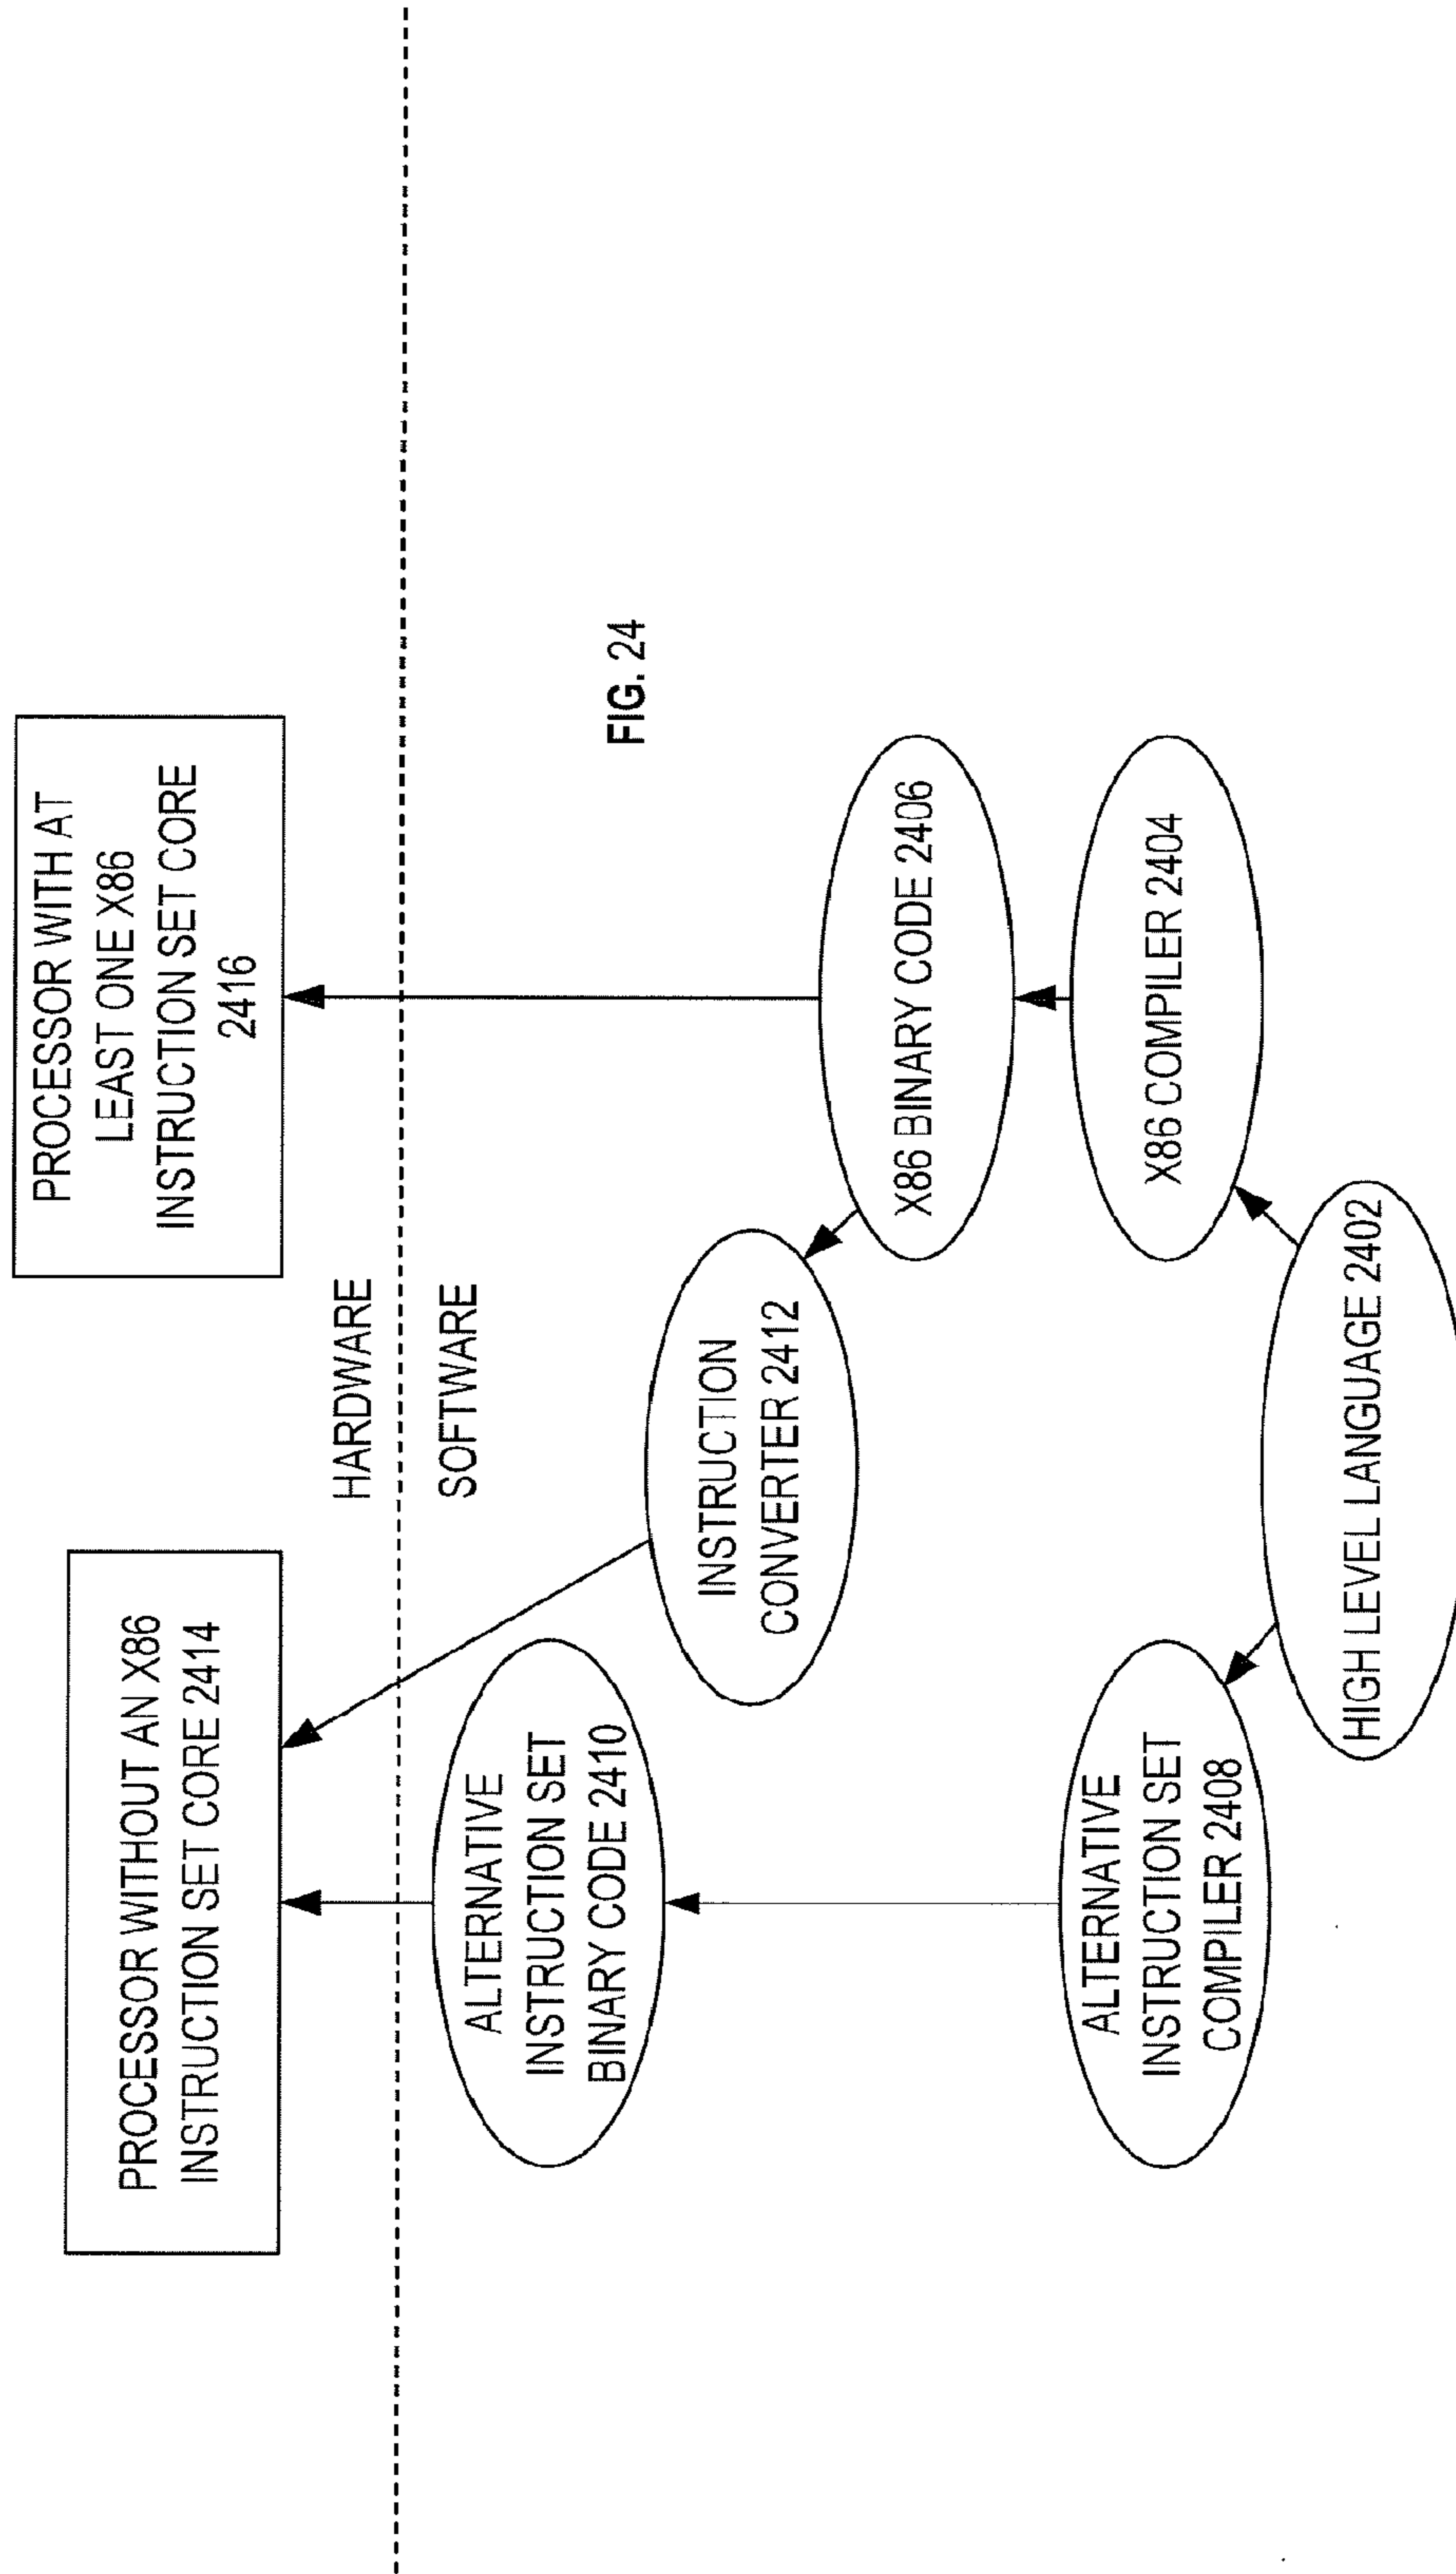 PROCESSOR WITHOUT AN X86
INSTRUCTION SET CORE 2414
PROCESSOR WITH AT
LEAST ONE X86
INSTRUCTION SET CORE
2416
HARDWARE
SOFTWARE
ALTERNATIVE
INSTRUCTION SET
BINARY CODE 2410
INSTRUCTION
CONVERTER 2412
FIG. 24
X86 BINARY CODE 2406
ALTERNATIVE
INSTRUCTION SET
COMPILER 2408
X86 COMPILER 2404
HIGH LEVEL LANGUAGE 2402